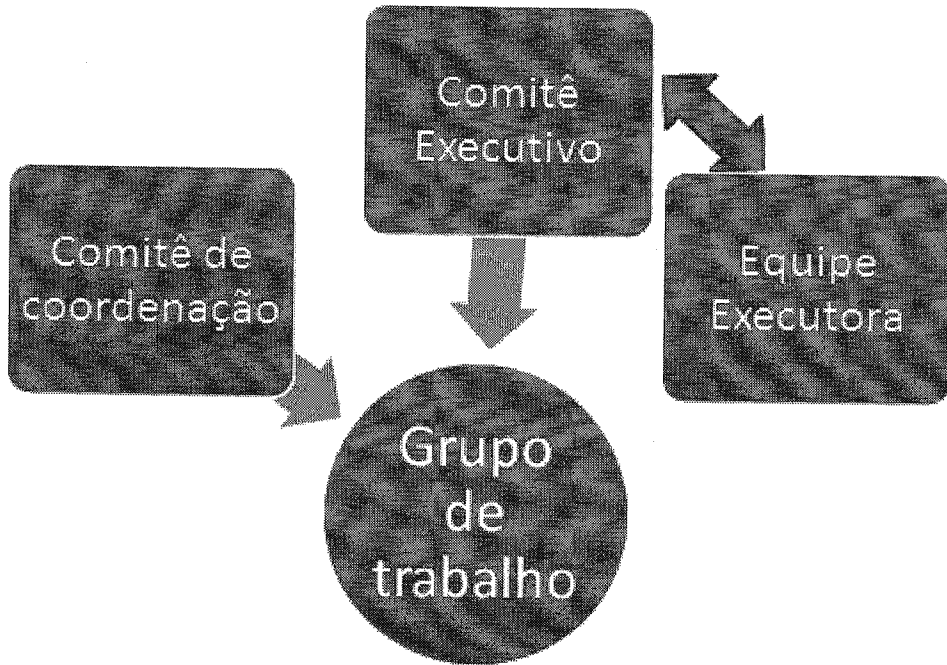 Comitê
Executivo
Comitê de
coordenação
Equipe
Executora
Grupo
de
trabalho